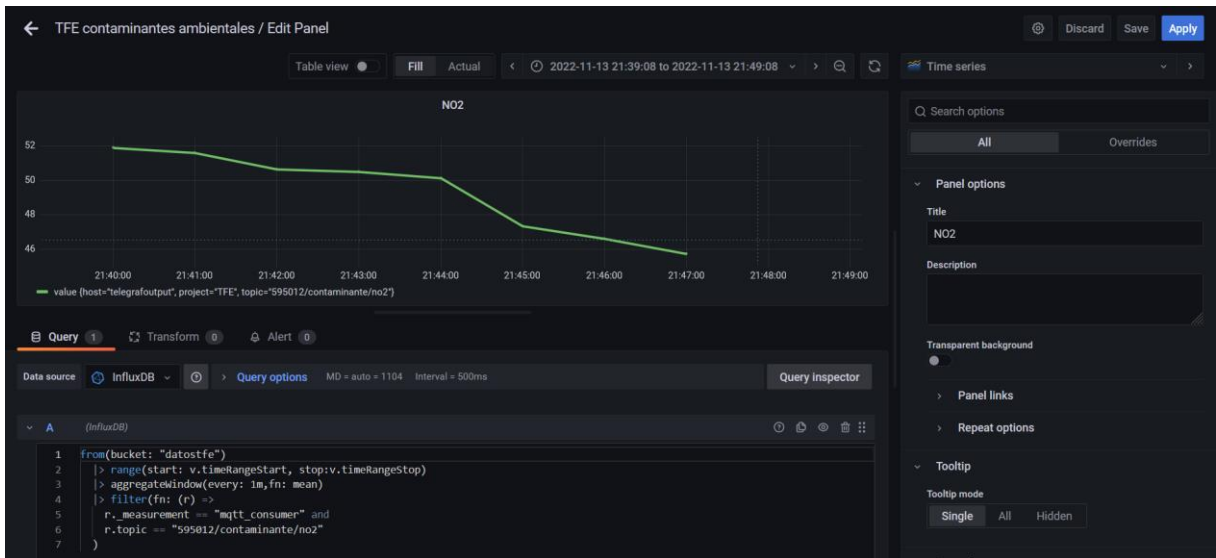 TFE contaminantes ambientales / Edit Panel
Discard Save Apply
Table view Fill Actual 2022-11-13 21:39:08 to 2022-11-13 21:49:08
Time series
NO2
52
50
48
46
21:40:00 21:41:00 21:42:00 21:43:00 21:44:00 21:45:00 21:46:00 21:47:00 21:48:00 21:49:00
value {host="telegrafoutput", project="TFE", topic="595012/contaminante/no2"}
Query 1 Transform 0 Alert 0
Data source InfluxDB Query options MD = auto = 1104 Interval = 500ms Query inspector
A (InfluxDB)
1 from(bucket: "datostfe")
2 |> range(start: v.timeRangeStart, stop:v.timeRangeStop)
3 |> aggregateWindow(every: 1m,fn: mean)
4 |> filter(fn: (r) =>
5 r._measurement == "mqtt_consumer" and
6 r.topic == "595012/contaminante/no2"
7 )
Search options
All Overrides
Panel options
Title
NO2
Description
Transparent background
Panel links
Repeat options
Tooltip
Tooltip mode
Single All Hidden